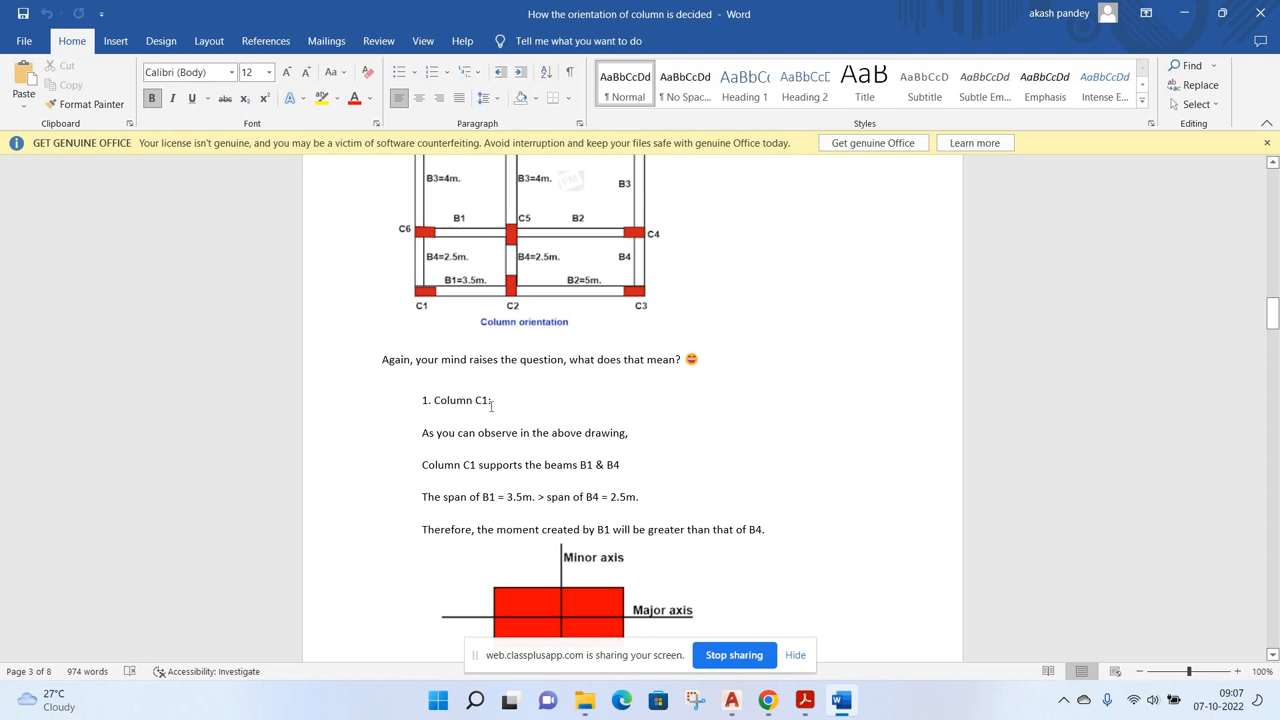 How the orientation of column is decided - Word
akash pandey
File Home Insert Design Layout References Mailings Review View Help Tell me what you want to do
Paste
Cut
Copy
Format Painter
Clipboard
Calibri (Body) 12
Font
Paragraph
AaBbCcDd
¶ Normal
AaBbCcDd
¶ No Spac...
AaBbCc
Heading 1
AaBbCcD
Heading 2
AaB
Title
AaBbCcD
Subtitle
AaBbCcDd
Subtle Em...
AaBbCcDd
Emphasis
AaBbCcDd
Intense E...
Styles
Find
Replace
Select
Editing
GET GENUINE OFFICE Your license isn't genuine, and you may be a victim of software counterfeiting. Avoid interruption and keep your files safe with genuine Office today. Get genuine Office Learn more
B3=4m. B3=4m. B3
B1 C5 B2
C6 C4
B4=2.5m. B4=2.5m. B4
B1=3.5m. B2=5m.
C1 C2 C3
Column orientation
Again, your mind raises the question, what does that mean? 😄
1. Column C1:
As you can observe in the above drawing,
Column C1 supports the beams B1 & B4
The span of B1 = 3.5m. > span of B4 = 2.5m.
Therefore, the moment created by B1 will be greater than that of B4.
Minor axis
Major axis
web.classplusapp.com is sharing your screen. Stop sharing Hide
Page 3 of 8 974 words Accessibility: Investigate 100%
27°C
Cloudy
09:07
07-10-2022